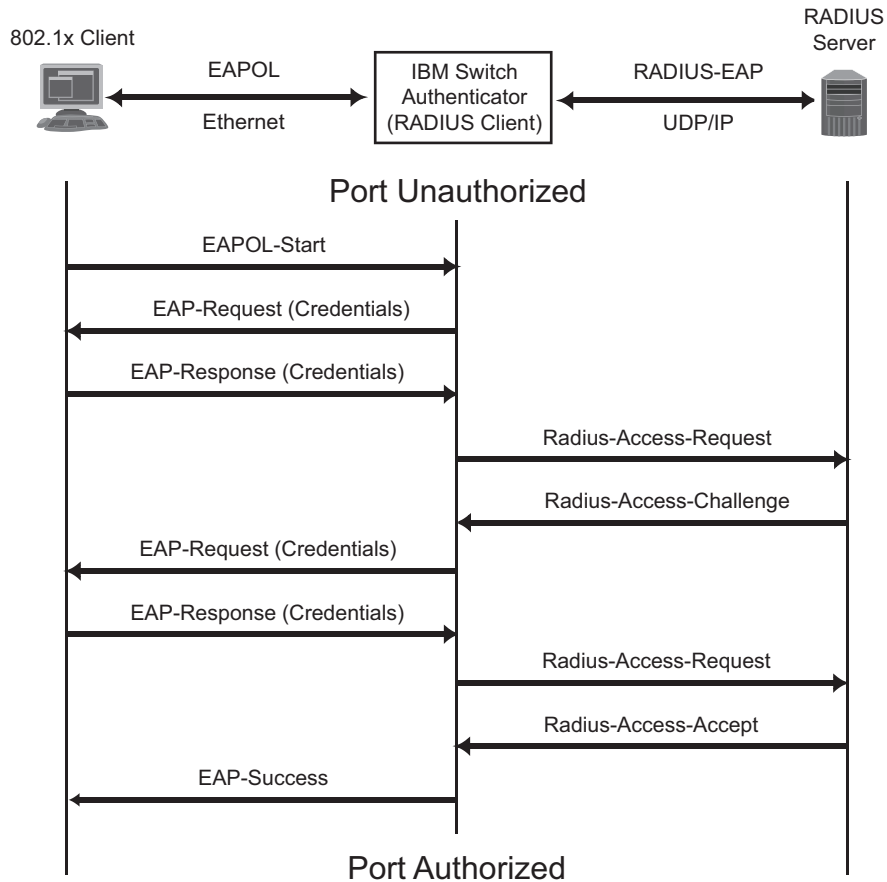 802.1x Client
EAPOL
Ethernet
IBM Switch
Authenticator
(RADIUS Client)
RADIUS-EAP
UDP/IP
RADIUS
Server
Port Unauthorized
EAPOL-Start
EAP-Request (Credentials)
EAP-Response (Credentials)
Radius-Access-Request
Radius-Access-Challenge
EAP-Request (Credentials)
EAP-Response (Credentials)
Radius-Access-Request
Radius-Access-Accept
EAP-Success
Port Authorized